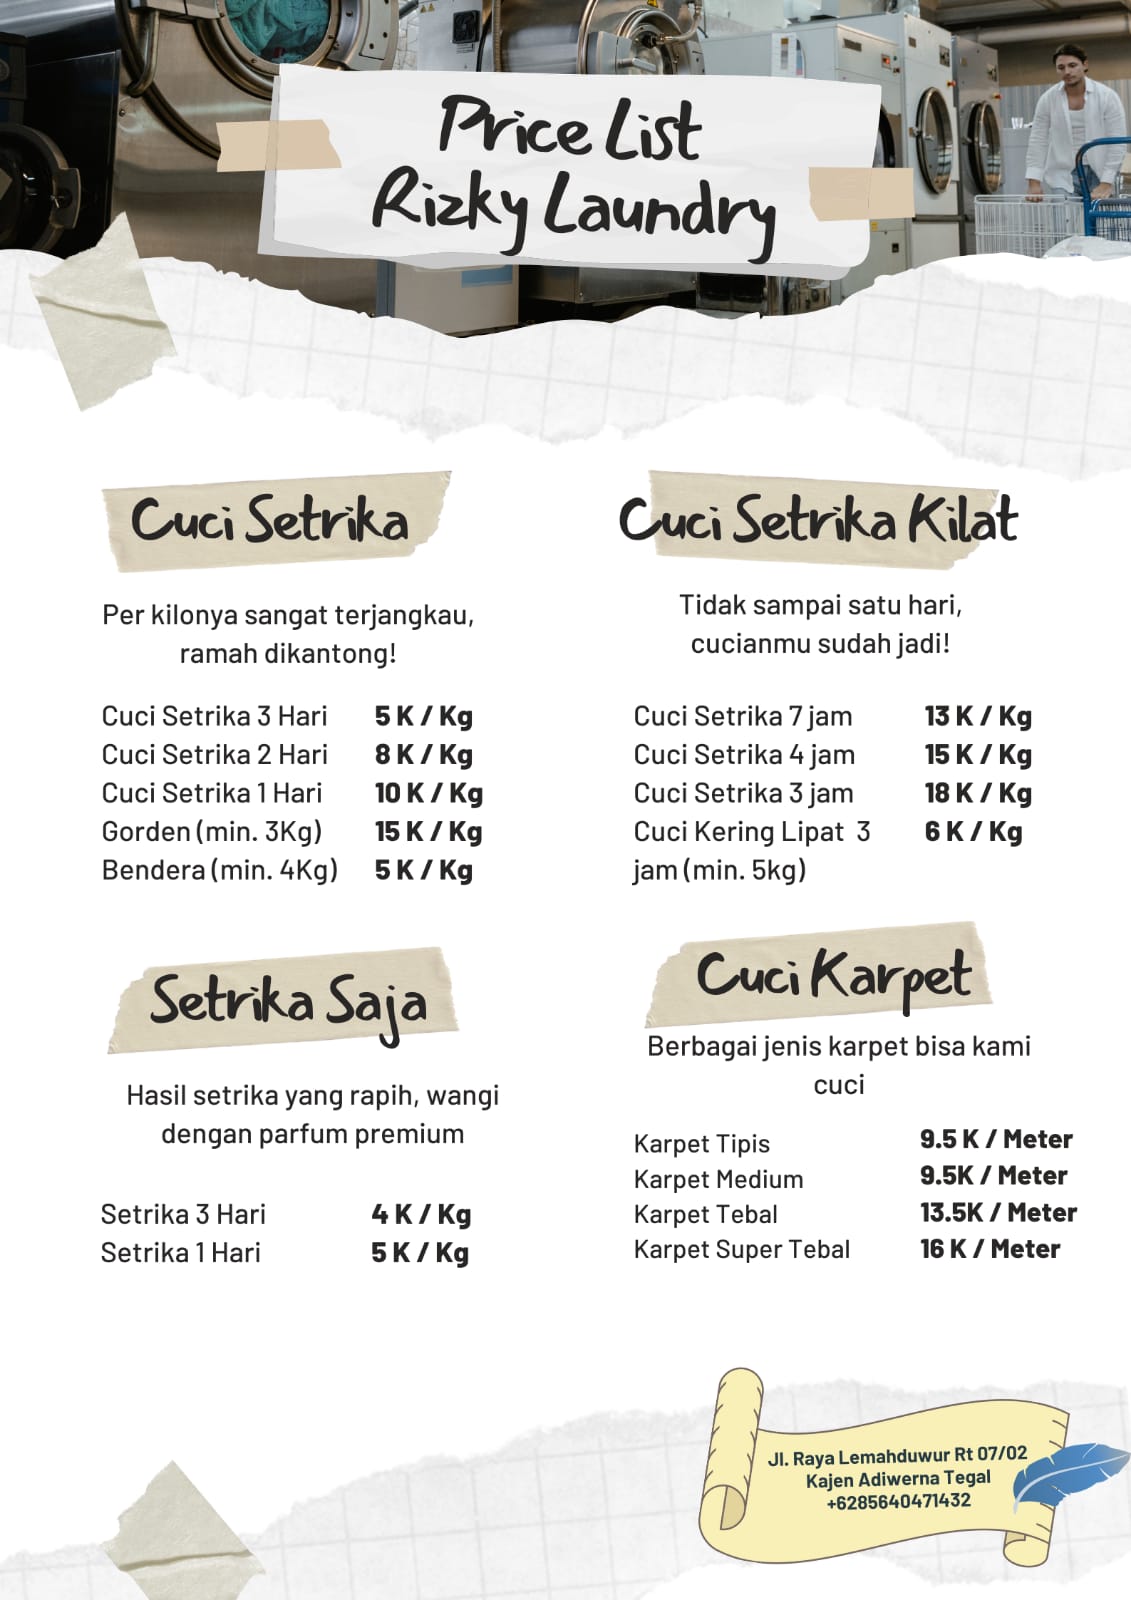 Price List
Rizky Laundry
Cuci Setrika
Per kilonya sangat terjangkau,
ramah dikantong!
Cuci Setrika 3 Hari 5 K / Kg
Cuci Setrika 2 Hari 8 K / Kg
Cuci Setrika 1 Hari 10 K / Kg
Gorden (min. 3Kg) 15 K / Kg
Bendera (min. 4Kg) 5 K / Kg
Cuci Setrika Kilat
Tidak sampai satu hari,
cucianmu sudah jadi!
Cuci Setrika 7 jam 13 K / Kg
Cuci Setrika 4 jam 15 K / Kg
Cuci Setrika 3 jam 18 K / Kg
Cuci Kering Lipat 3 6 K / Kg
jam (min. 5kg)
Setrika Saja
Hasil setrika yang rapih, wangi
dengan parfum premium
Setrika 3 Hari 4 K / Kg
Setrika 1 Hari 5 K / Kg
Cuci Karpet
Berbagai jenis karpet bisa kami
cuci
Karpet Tipis 9.5 K / Meter
Karpet Medium 9.5K / Meter
Karpet Tebal 13.5K / Meter
Karpet Super Tebal 16 K / Meter
Jl. Raya Lemahduwur Rt 07/02
Kajen Adiwerna Tegal
+6285640471432